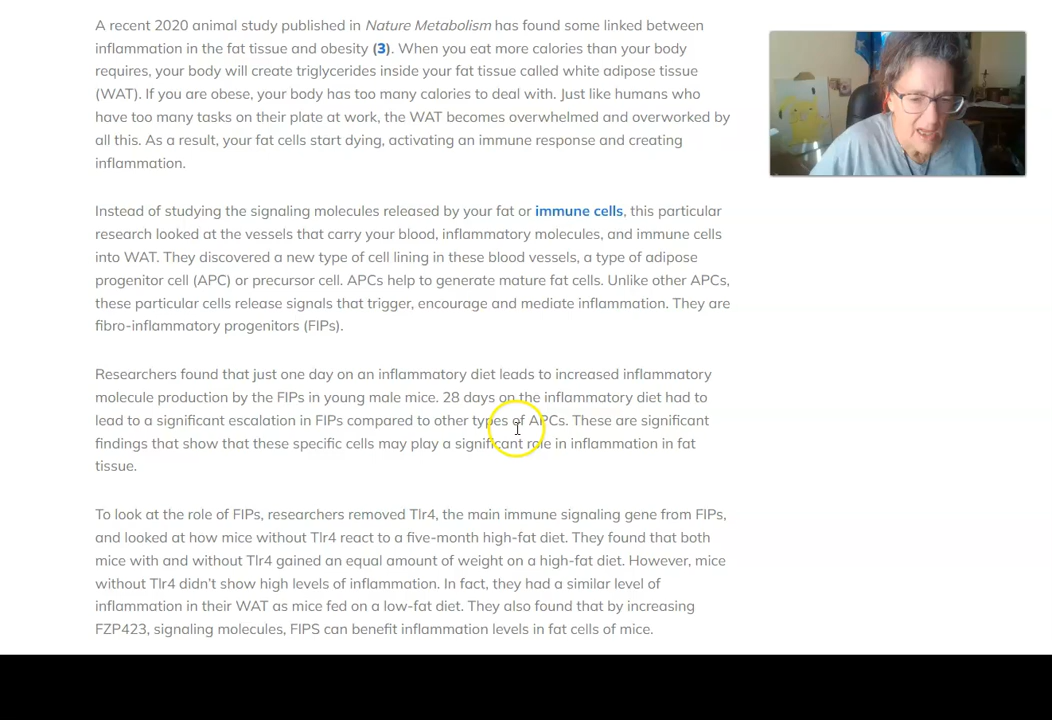 A recent 2020 animal study published in Nature Metabolism has found some linked between
inflammation in the fat tissue and obesity (3). When you eat more calories than your body
requires, your body will create triglycerides inside your fat tissue called white adipose tissue
(WAT). If you are obese, your body has too many calories to deal with. Just like humans who
have too many tasks on their plate at work, the WAT becomes overwhelmed and overworked by
all this. As a result, your fat cells start dying, activating an immune response and creating
inflammation.
Instead of studying the signaling molecules released by your fat or immune cells, this particular
research looked at the vessels that carry your blood, inflammatory molecules, and immune cells
into WAT. They discovered a new type of cell lining in these blood vessels, a type of adipose
progenitor cell (APC) or precursor cell. APCs help to generate mature fat cells. Unlike other APCs,
these particular cells release signals that trigger, encourage and mediate inflammation. They are
fibro-inflammatory progenitors (FIPs).
Researchers found that just one day on an inflammatory diet leads to increased inflammatory
molecule production by the FIPs in young male mice. 28 days on the inflammatory diet had to
lead to a significant escalation in FIPs compared to other types of APCs. These are significant
findings that show that these specific cells may play a significant role in inflammation in fat
tissue.
To look at the role of FIPs, researchers removed Tlr4, the main immune signaling gene from FIPs,
and looked at how mice without Tlr4 react to a five-month high-fat diet. They found that both
mice with and without Tlr4 gained an equal amount of weight on a high-fat diet. However, mice
without Tlr4 didn't show high levels of inflammation. In fact, they had a similar level of
inflammation in their WAT as mice fed on a low-fat diet. They also found that by increasing
FZP423, signaling molecules, FIPS can benefit inflammation levels in fat cells of mice.